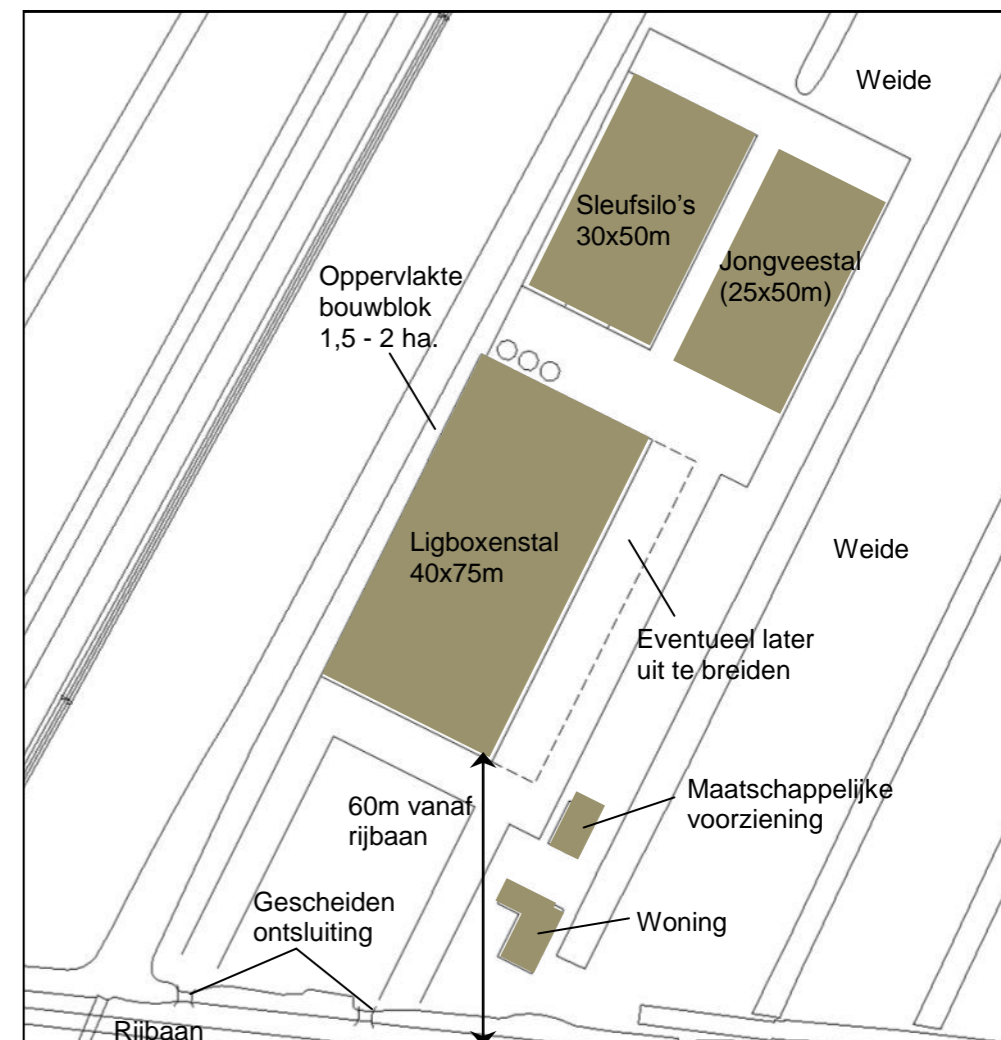 Weide
Sleufsilo's
30x50m
Jongveestal
(25x50m)
Oppervlakte
bouwblok
1,5 - 2 ha.
Ligboxenstal
40x75m
Weide
Eventueel later
uit te breiden
Maatschappelijke
voorziening
60m vanaf
rijbaan
Gescheiden
ontsluiting
Woning
Rijbaan